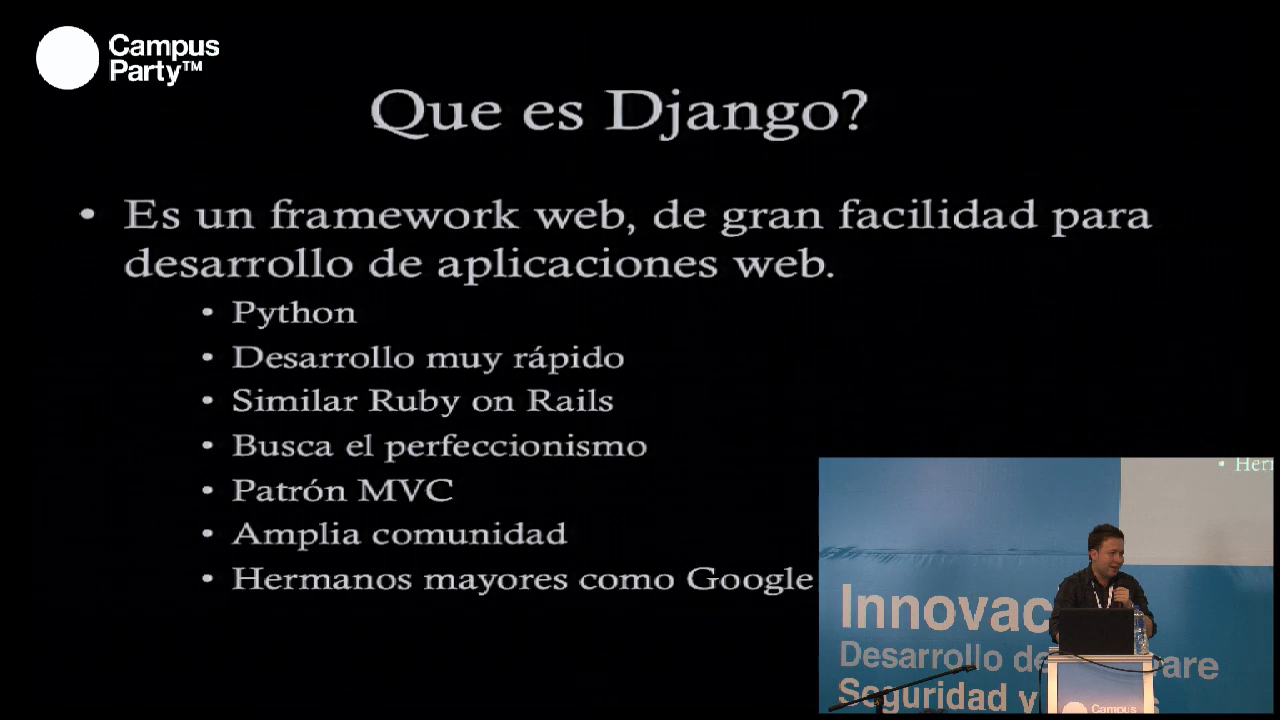 Campus
Party™
Que es Django?
• Es un framework web, de gran facilidad para
desarrollo de aplicaciones web.
• Python
• Desarrollo muy rápido
• Similar Ruby on Rails
• Busca el perfeccionismo
• Patrón MVC
• Amplia comunidad
• Hermanos mayores como Google
• Her
Innovac
Desarrollo de
are
Seguridad y
s
Campus